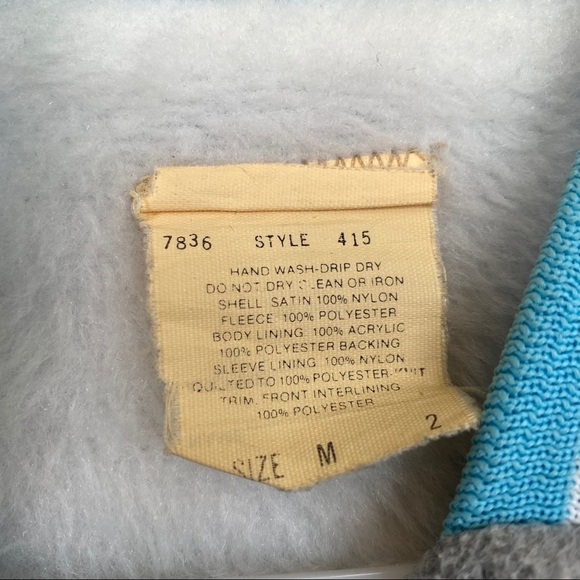 7836 STYLE 415
HAND WASH-DRIP DRY
DO NOT DRY CLEAN OR IRON
SHELL: SATIN 100% NYLON
FLEECE: 100% POLYESTER
BODY LINING: 100% ACRYLIC
100% POLYESTER BACKING
SLEEVE LINING: 100% NYLON
QUILTED TO 100% POLYESTER-KNIT
TRIM. FRONT INTERLINING
100% POLYESTER
SIZE M 2